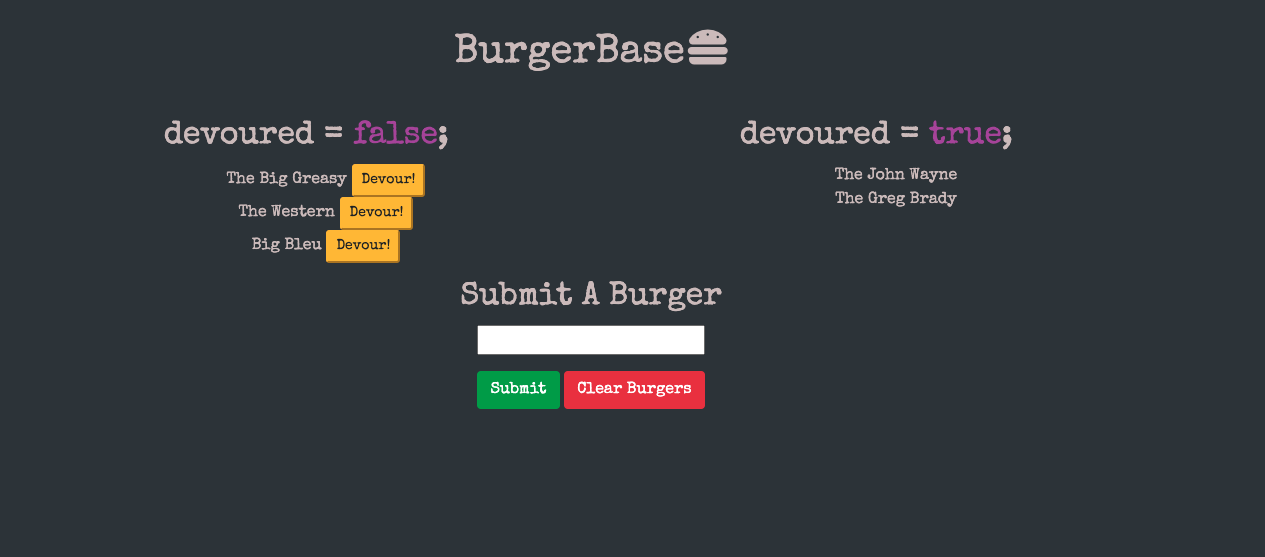 BurgerBase
devoured = false;
The Big Greasy Devour!
The Western Devour!
Big Bleu Devour!
devoured = true;
The John Wayne
The Greg Brady
Submit A Burger
Submit Clear Burgers